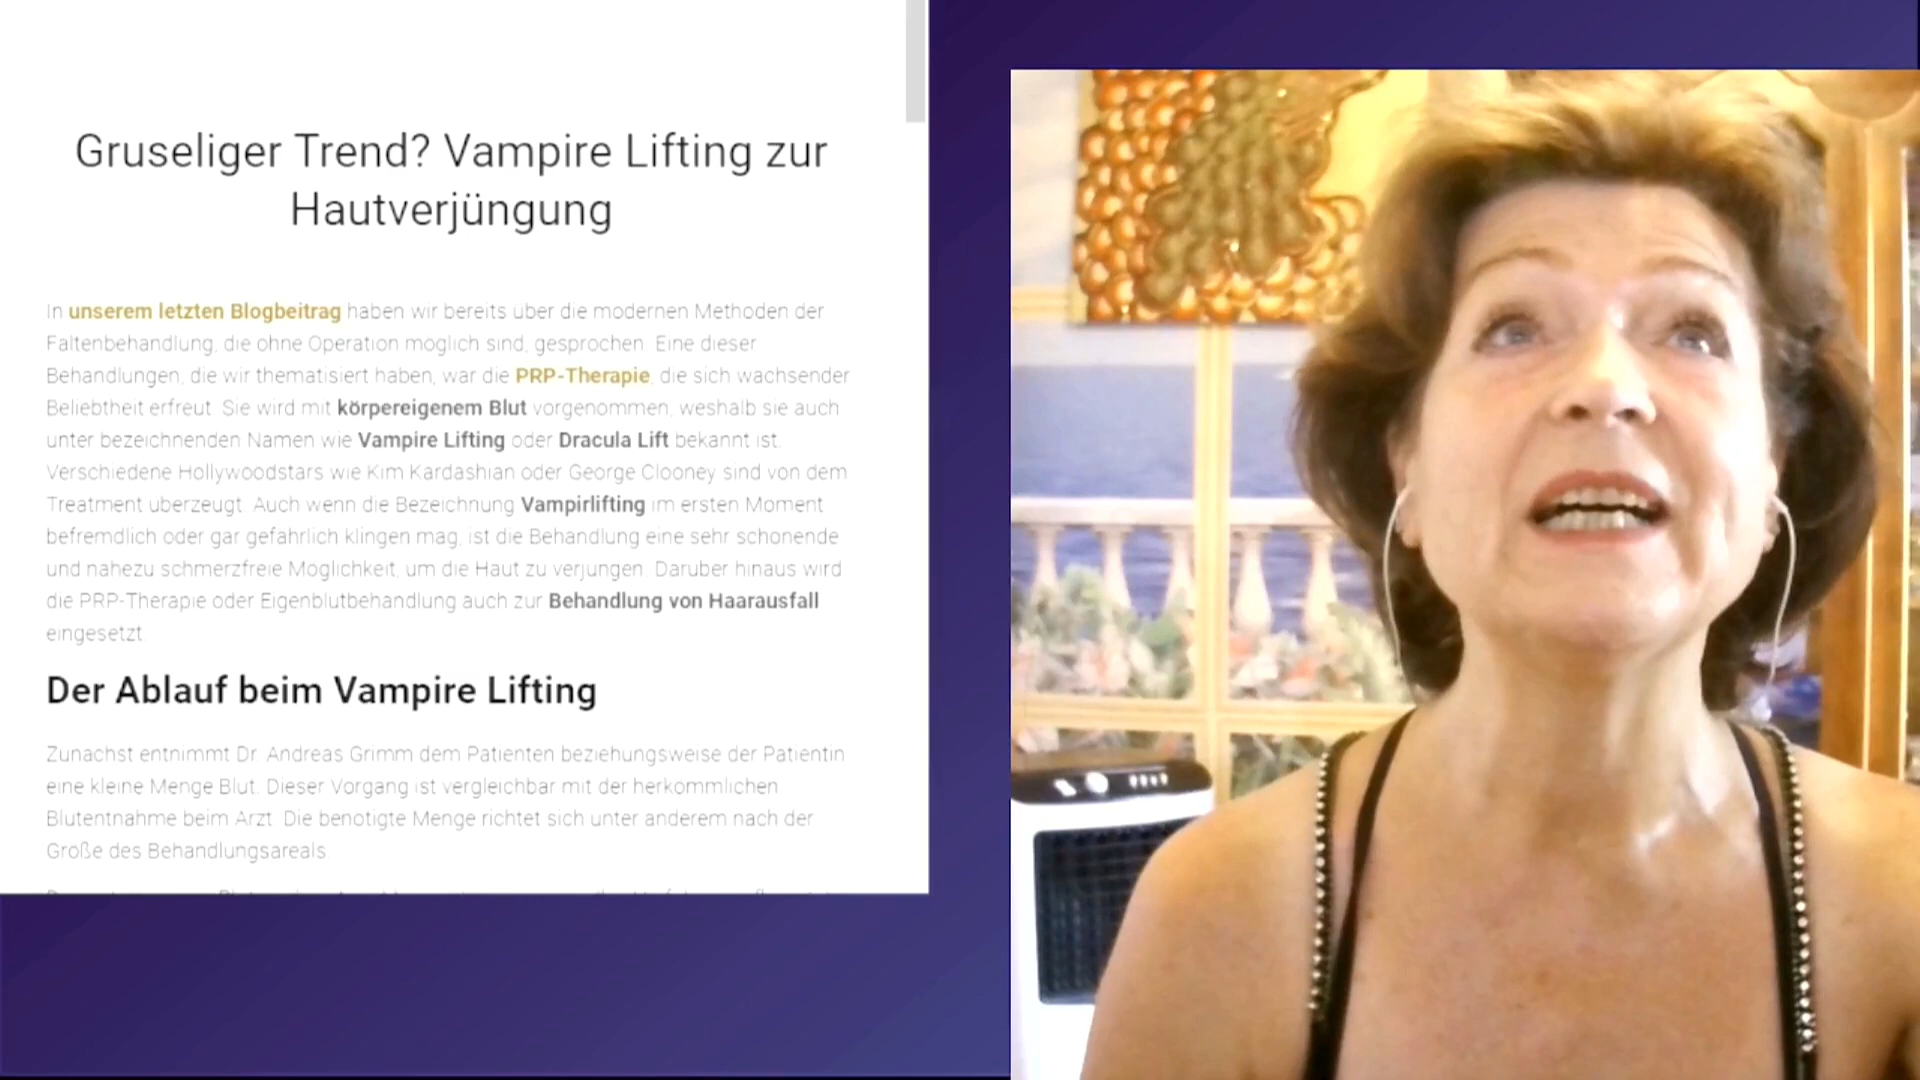 Gruseliger Trend? Vampire Lifting zur
Hautverjüngung
In unserem letzten Blogbeitrag haben wir bereits über die modernen Methoden der
Faltenbehandlung, die ohne Operation möglich sind, gesprochen. Eine dieser
Behandlungen, die wir thematisiert haben, war die PRP-Therapie, die sich wachsender
Beliebtheit erfreut. Sie wird mit körpereigenem Blut vorgenommen, weshalb sie auch
unter bezeichnenden Namen wie Vampire Lifting oder Dracula Lift bekannt ist.
Verschiedene Hollywoodstars wie Kim Kardashian oder George Clooney sind von dem
Treatment überzeugt. Auch wenn die Bezeichnung Vampirlifting im ersten Moment
befremdlich oder gar gefährlich klingen mag, ist die Behandlung eine sehr schonende
und nahezu schmerzfreie Möglichkeit, um die Haut zu verjüngen. Darüber hinaus wird
die PRP-Therapie oder Eigenblutbehandlung auch zur Behandlung von Haarausfall
eingesetzt.
Der Ablauf beim Vampire Lifting
Zunächst entnimmt Dr. Andreas Grimm dem Patienten beziehungsweise der Patientin
eine kleine Menge Blut. Dieser Vorgang ist vergleichbar mit der herkömmlichen
Blutentnahme beim Arzt. Die benötigte Menge richtet sich unter anderem nach der
Größe des Behandlungsareals.